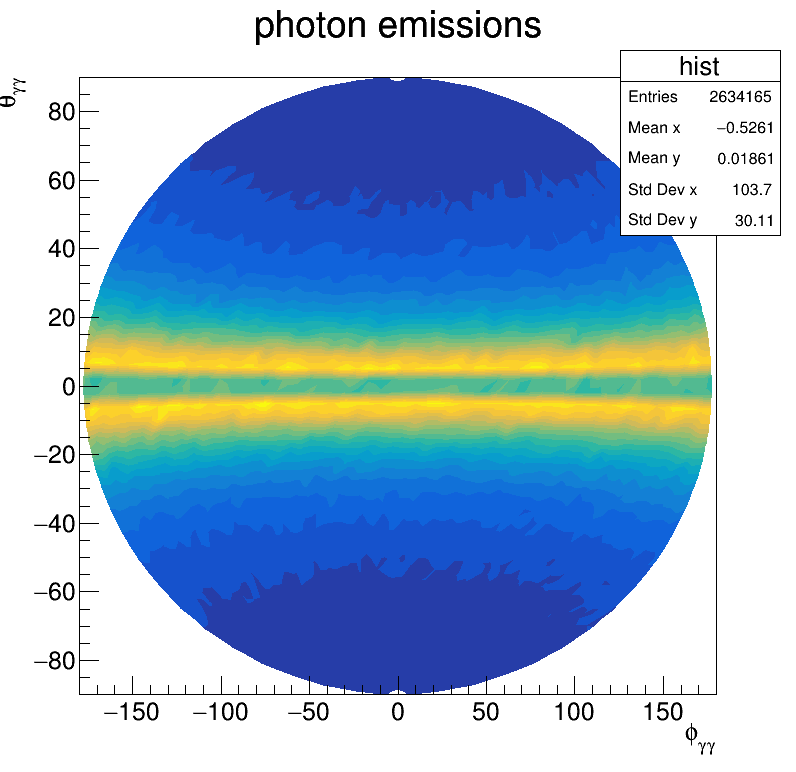 photon emissions
hist
Entries 2634165
Mean x −0.5261
Mean y 0.01861
Std Dev x 103.7
Std Dev y 30.11
θγγ
80
60
40
20
0
−20
−40
−60
−80
−150 −100 −50 0 50 100 150
ϕγγ